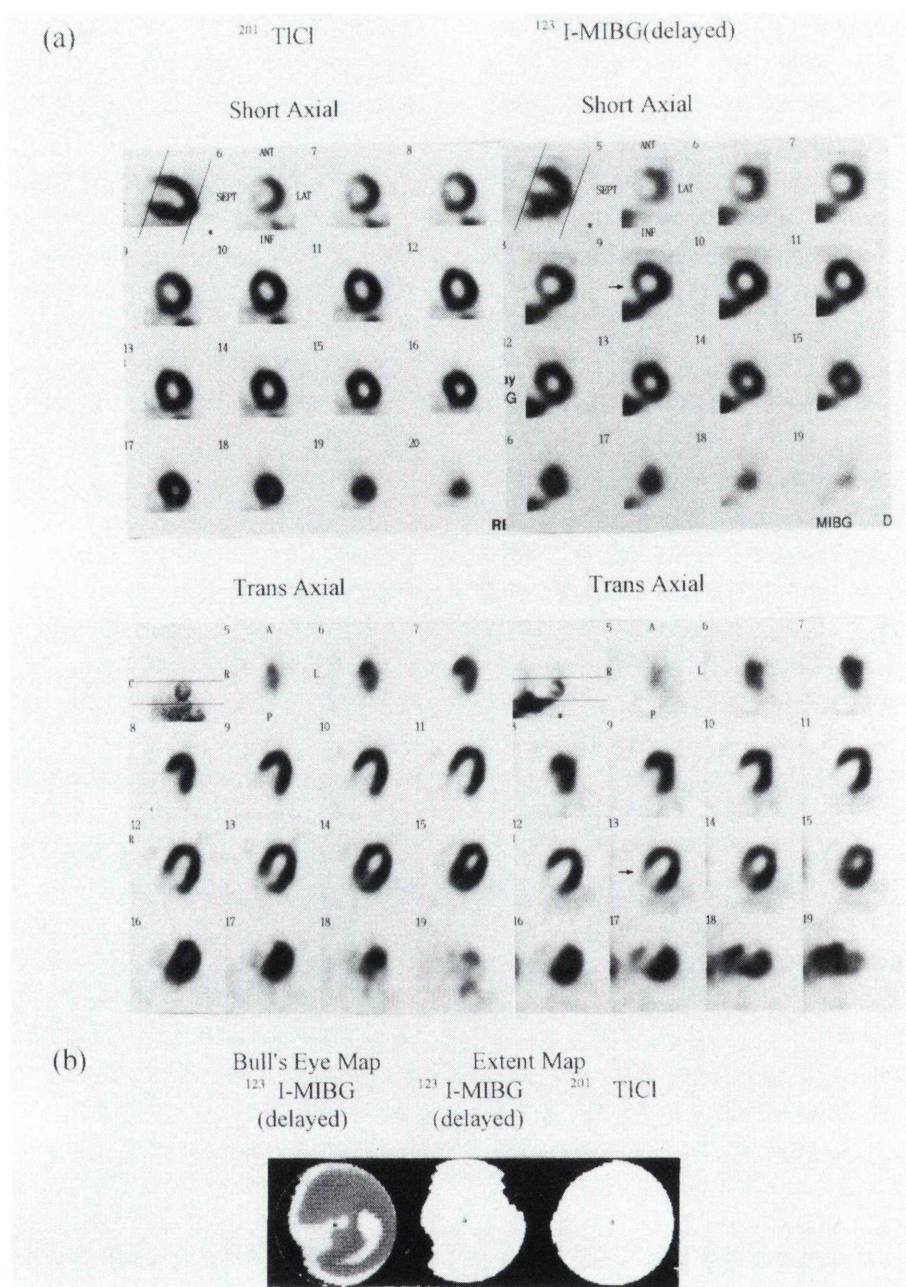 (a)
201 TlCl
123 I-MIBG(delayed)
Short Axial
Short Axial
6 ANT 7 8
SEPT LAT
INF
9 10 11 12
13 14 15 16
17 18 19 20
RI
5 ANT 6 7
SEPT LAT
INF
9 10 11
12 13 14 15
17 18 19
MIBG D
Trans Axial
Trans Axial
5 A 6 7
R L
P
8 9 10 11
12 13 14 15
16 17 18 19
5 A 6 7
R L
P
9 10 11
12 13 14 15
16 17 18 19
(b)
Bull's Eye Map
Extent Map
123 I-MIBG
(delayed)
123 I-MIBG
(delayed)
201 TlCl